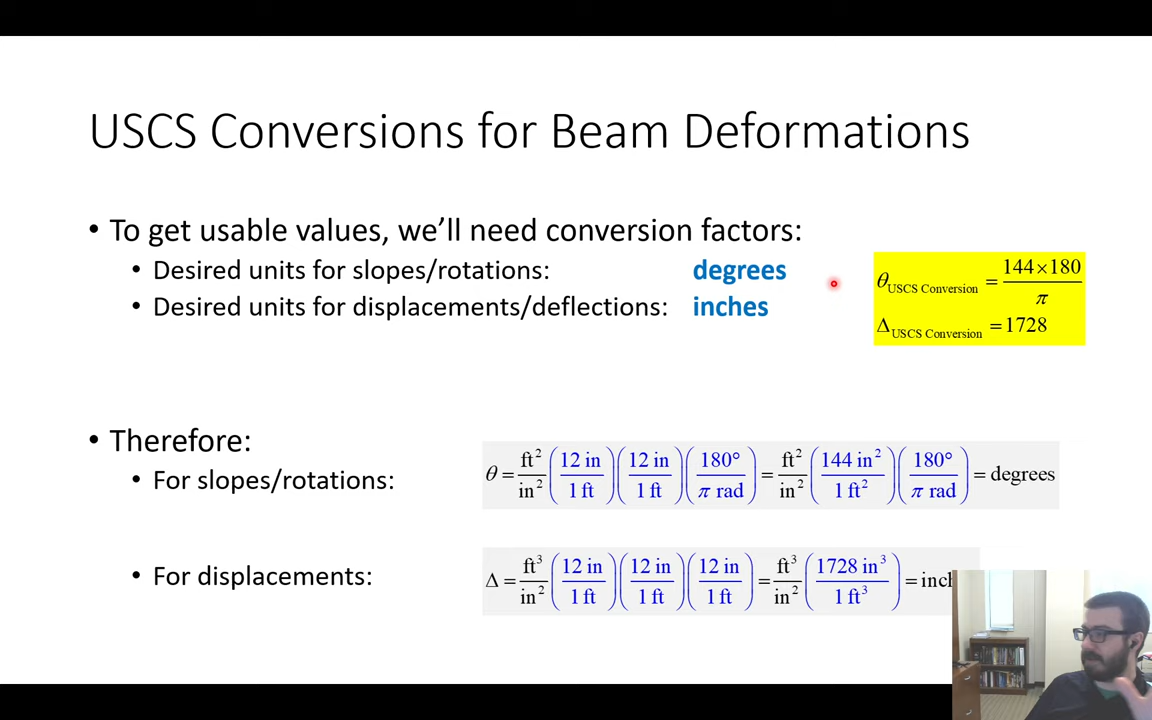 USCS Conversions for Beam Deformations
• To get usable values, we'll need conversion factors:
• Desired units for slopes/rotations: degrees
• Desired units for displacements/deflections: inches
θ_USCS Conversion = 144×180 / π
Δ_USCS Conversion = 1728
• Therefore:
• For slopes/rotations:
θ = ft²/in² (12 in / 1 ft)(12 in / 1 ft)(180° / π rad) = ft²/in² (144 in² / 1 ft²)(180° / π rad) = degrees
• For displacements:
Δ = ft³/in² (12 in / 1 ft)(12 in / 1 ft)(12 in / 1 ft) = ft³/in² (1728 in³ / 1 ft³) = inch